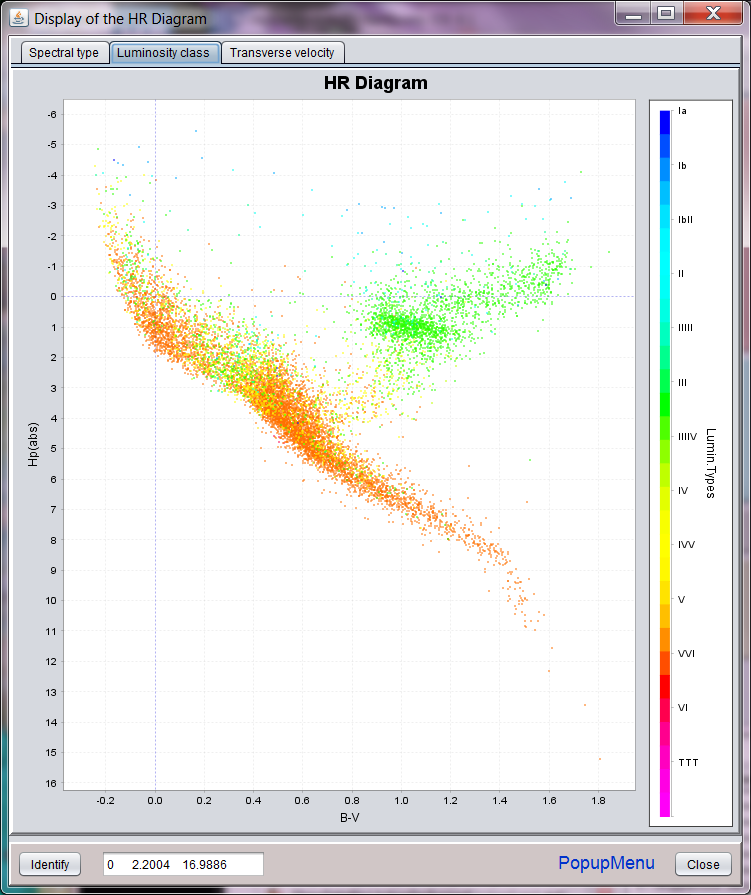 Display of the HR Diagram
Spectral type
Luminosity class
Transverse velocity
HR Diagram
-6
-5
-4
-3
-2
-1
0
1
2
3
4
5
6
7
8
9
10
11
12
13
14
15
16
Hp(abs)
-0.2
0.0
0.2
0.4
0.6
0.8
1.0
1.2
1.4
1.6
1.8
B-V
Ia
Ib
IbII
II
IIIII
III
IIIIV
IV
IVV
V
VVI
VI
TTT
Lumin.Types
Identify
0 2.2004 16.9886
PopupMenu
Close